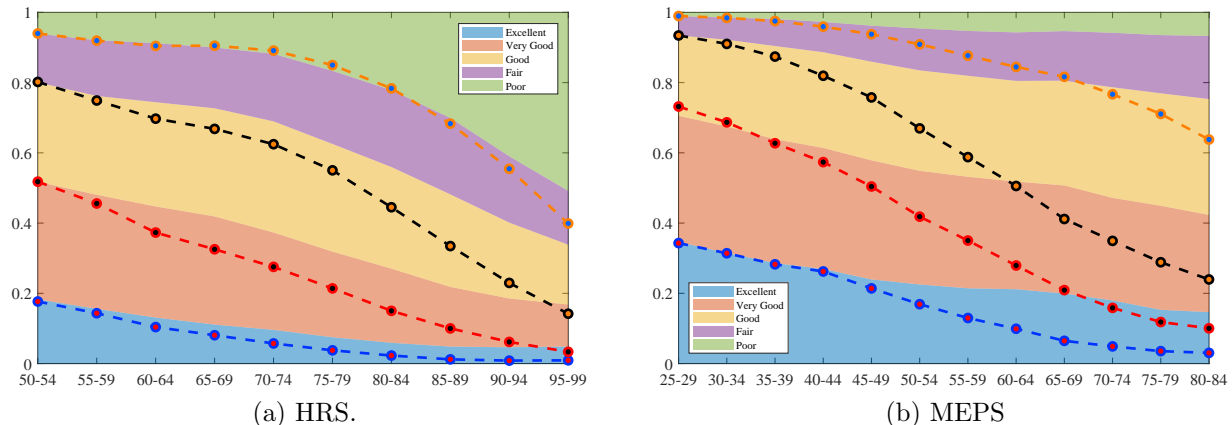 1
0.8
0.6
0.4
0.2
0
Excellent
Very Good
Good
Fair
Poor
50-54 55-59 60-64 65-69 70-74 75-79 80-84 85-89 90-94 95-99
(a) HRS.
1
0.8
0.6
0.4
0.2
0
Excellent
Very Good
Good
Fair
Poor
25-29 30-34 35-39 40-44 45-49 50-54 55-59 60-64 65-69 70-74 75-79 80-84
(b) MEPS